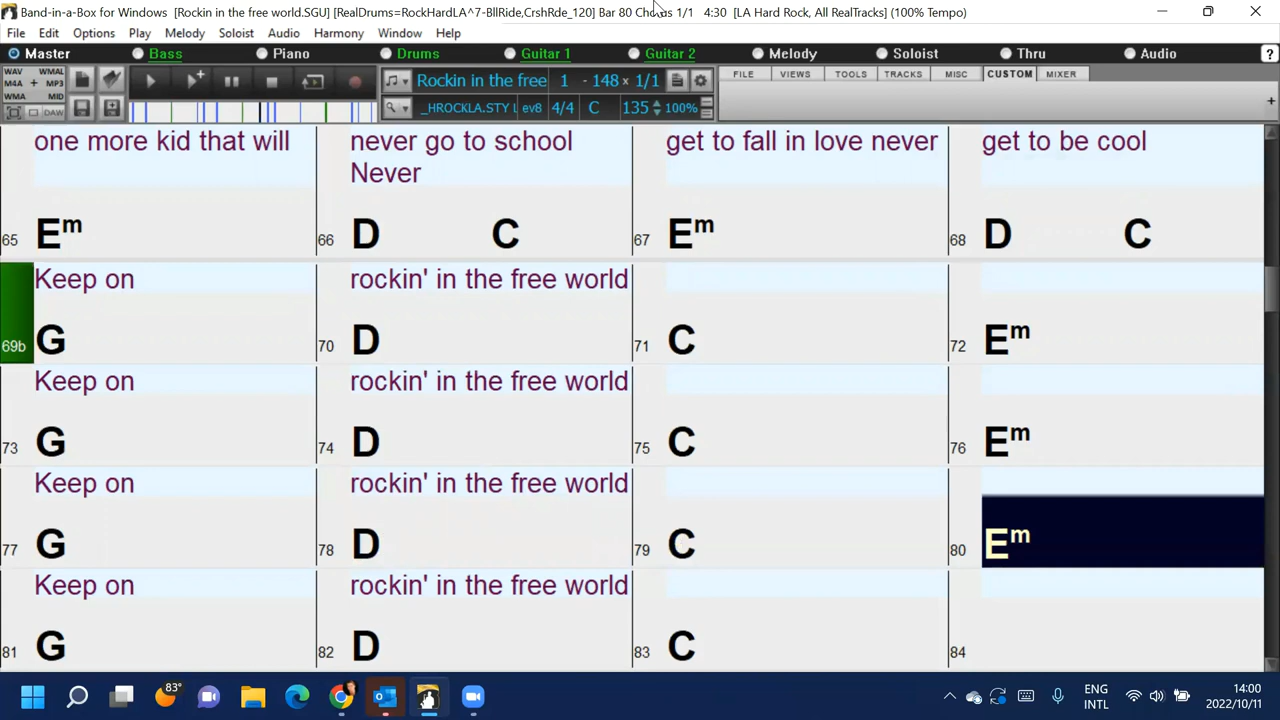 Band-in-a-Box for Windows [Rockin in the free world.SGU] [RealDrums=RockHardLA^7-BllRide,CrshRde_120] Bar 80 Chorus 1/1 4:30 [LA Hard Rock, All RealTracks] (100% Tempo)
File Edit Options Play Melody Soloist Audio Harmony Window Help
Master Bass Piano Drums Guitar 1 Guitar 2 Melody Soloist Thru Audio ?
WAV WMAL
M4A + MP3
WMA MID
DAW
Rockin in the free 1 - 148 × 1/1
_HROCKLA.STY ev8 4/4 C 135 100%
FILE VIEWS TOOLS TRACKS MISC CUSTOM MIXER
+
one more kid that will never go to school get to fall in love never get to be cool
Never
65 Em 66 D C 67 Em 68 D C
Keep on rockin' in the free world
69b G 70 D 71 C 72 Em
Keep on rockin' in the free world
73 G 74 D 75 C 76 Em
Keep on rockin' in the free world
77 G 78 D 79 C 80 Em
Keep on rockin' in the free world
81 G 82 D 83 C 84
83°
ENG
INTL
14:00
2022/10/11